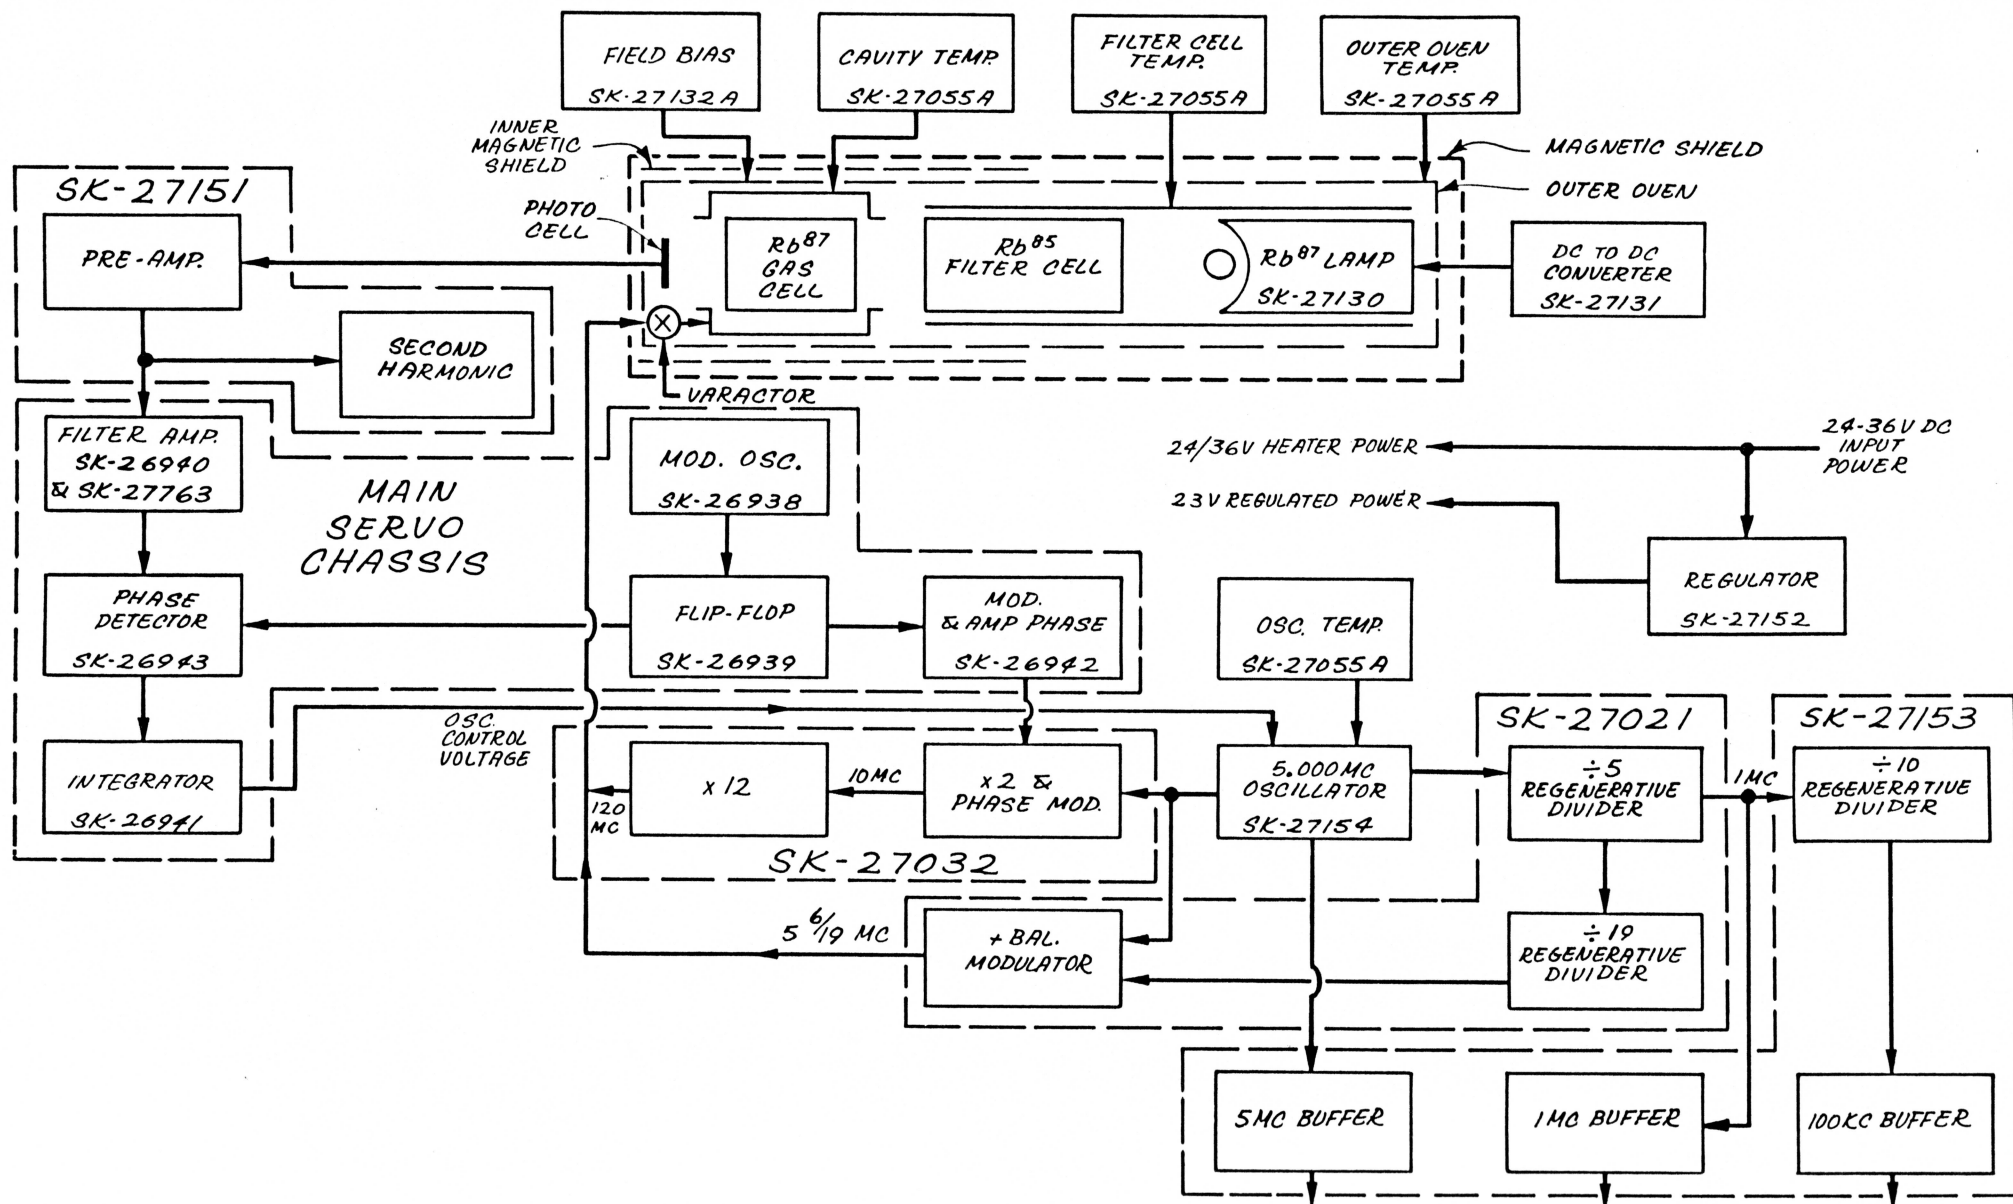 FIELD BIAS
SK-27132A
CAVITY TEMP.
SK-27055A
FILTER CELL
TEMP.
SK-27055A
OUTER OVEN
TEMP.
SK-27055A
INNER
MAGNETIC
SHIELD
MAGNETIC SHIELD
OUTER OVEN
SK-27151
PRE-AMP.
PHOTO
CELL
Rb87
GAS
CELL
Rb85
FILTER CELL
Rb87 LAMP
SK-27130
DC TO DC
CONVERTER
SK-27131
SECOND
HARMONIC
VARACTOR
FILTER AMP.
SK-26940
& SK-27763
MAIN
SERVO
CHASSIS
MOD. OSC.
SK-26938
24/36V HEATER POWER
24-36V DC
INPUT
POWER
23V REGULATED POWER
REGULATOR
SK-27152
PHASE
DETECTOR
SK-26943
FLIP-FLOP
SK-26939
MOD.
& AMP PHASE
SK-26942
OSC. TEMP.
SK-27055A
OSC.
CONTROL
VOLTAGE
INTEGRATOR
SK-26941
x 12
10MC
x 2 &
PHASE MOD.
120
MC
SK-27032
5.000MC
OSCILLATOR
SK-27154
SK-27021
÷5
REGENERATIVE
DIVIDER
1MC
SK-27153
÷10
REGENERATIVE
DIVIDER
5 6/19 MC
+ BAL.
MODULATOR
÷19
REGENERATIVE
DIVIDER
5MC BUFFER
1MC BUFFER
100KC BUFFER